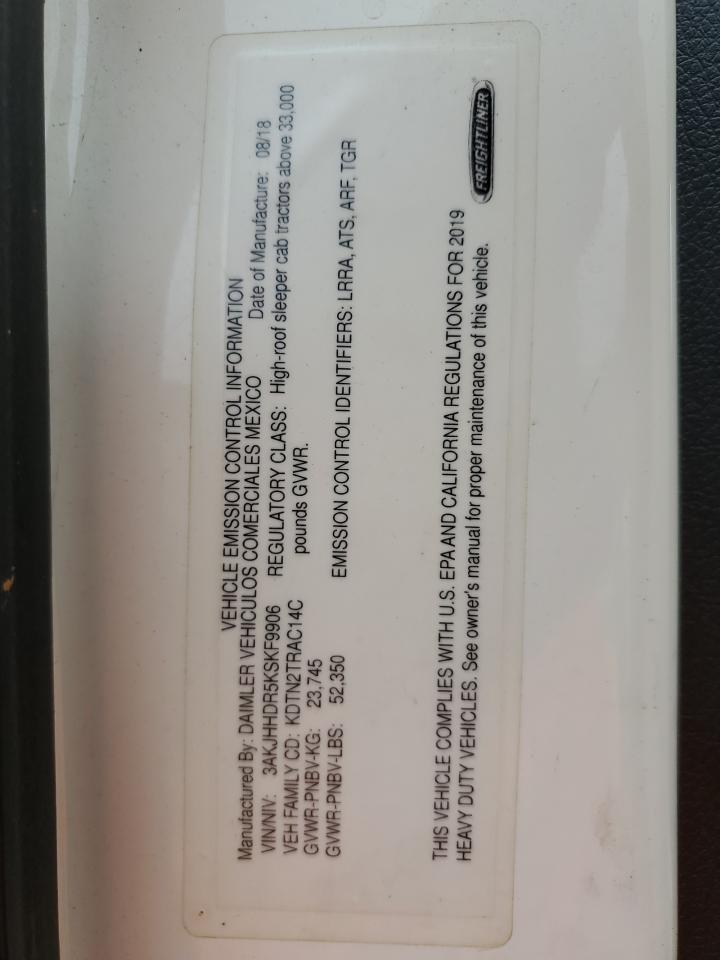 VEHICLE EMISSION CONTROL INFORMATION
Manufactured By: DAIMLER VEHICULOS COMERCIALES MEXICO Date of Manufacture: 08/18
VIN/NIV: 3AKJHHDR5KSKF9906 REGULATORY CLASS: High-roof sleeper cab tractors above 33,000
VEH FAMILY CD: KDTN2TRAC14C pounds GVWR.
GVWR-PNBV-KG: 23,745
GVWR-PNBV-LBS: 52,350 EMISSION CONTROL IDENTIFIERS: LRRA, ATS, ARF, TGR
THIS VEHICLE COMPLIES WITH U.S. EPA AND CALIFORNIA REGULATIONS FOR 2019
HEAVY DUTY VEHICLES. See owner's manual for proper maintenance of this vehicle.
FREIGHTLINER